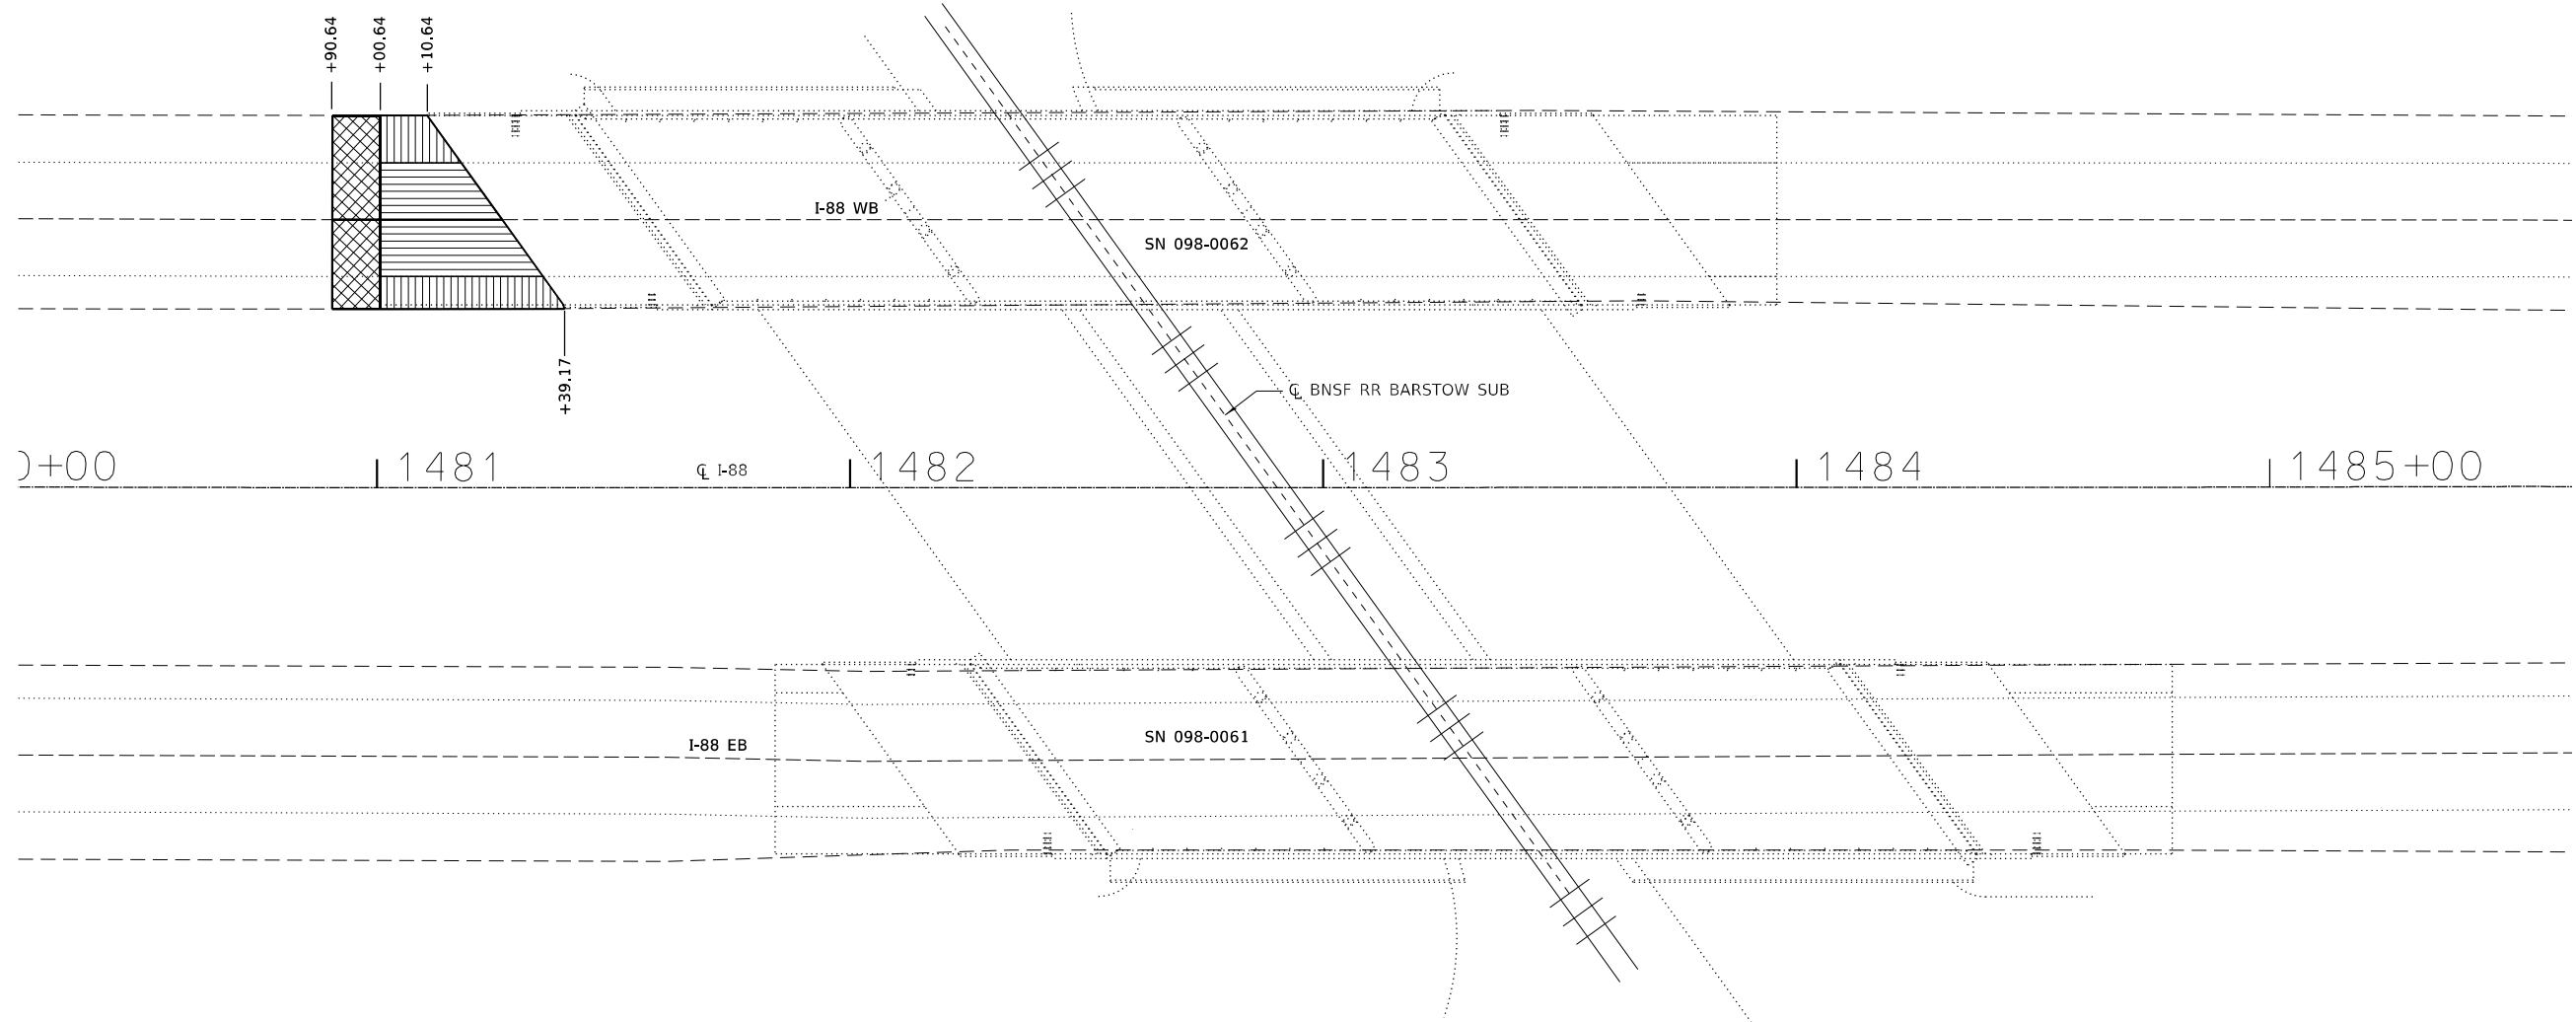 +90.64
+00.64
+10.64
I-88 WB
SN 098-0062
+39.17
℄ BNSF RR BARSTOW SUB
0+00
1481
℄ I-88
1482
1483
1484
1485+00
I-88 EB
SN 098-0061